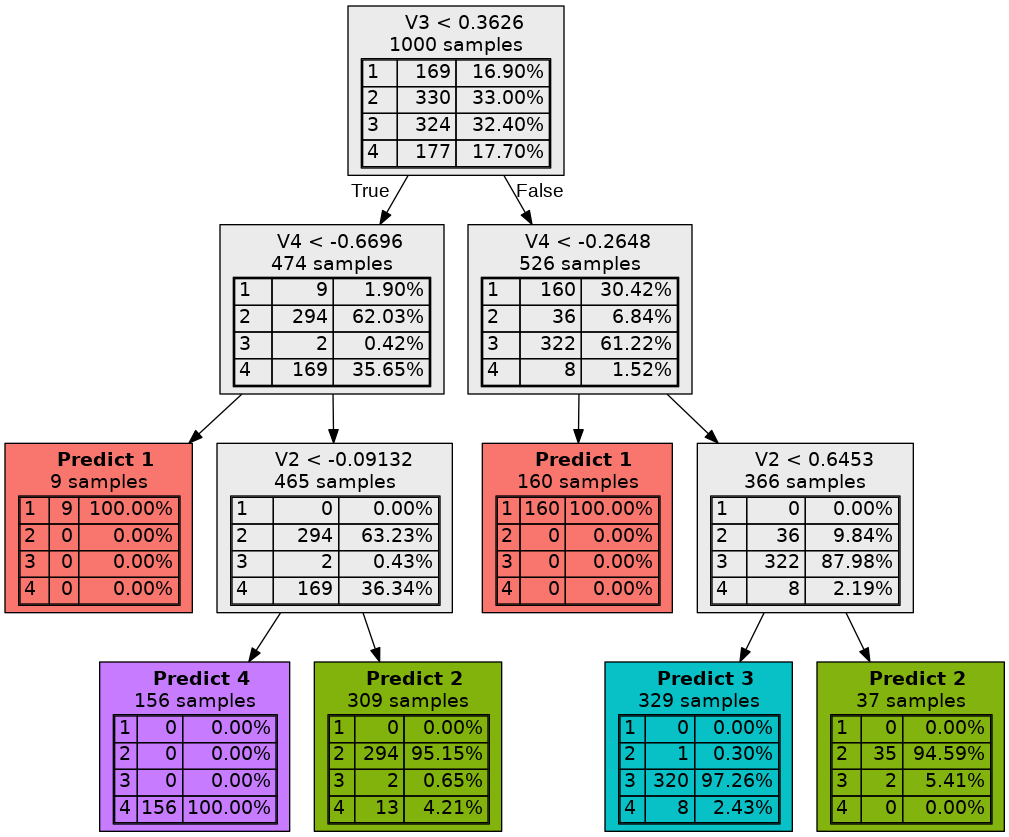 V3 < 0.3626
1000 samples
1 169 16.90%
2 330 33.00%
3 324 32.40%
4 177 17.70%
True
False
V4 < -0.6696
474 samples
1 9 1.90%
2 294 62.03%
3 2 0.42%
4 169 35.65%
V4 < -0.2648
526 samples
1 160 30.42%
2 36 6.84%
3 322 61.22%
4 8 1.52%
Predict 1
9 samples
1 9 100.00%
2 0 0.00%
3 0 0.00%
4 0 0.00%
V2 < -0.09132
465 samples
1 0 0.00%
2 294 63.23%
3 2 0.43%
4 169 36.34%
Predict 1
160 samples
1 160 100.00%
2 0 0.00%
3 0 0.00%
4 0 0.00%
V2 < 0.6453
366 samples
1 0 0.00%
2 36 9.84%
3 322 87.98%
4 8 2.19%
Predict 4
156 samples
1 0 0.00%
2 0 0.00%
3 0 0.00%
4 156 100.00%
Predict 2
309 samples
1 0 0.00%
2 294 95.15%
3 2 0.65%
4 13 4.21%
Predict 3
329 samples
1 0 0.00%
2 1 0.30%
3 320 97.26%
4 8 2.43%
Predict 2
37 samples
1 0 0.00%
2 35 94.59%
3 2 5.41%
4 0 0.00%